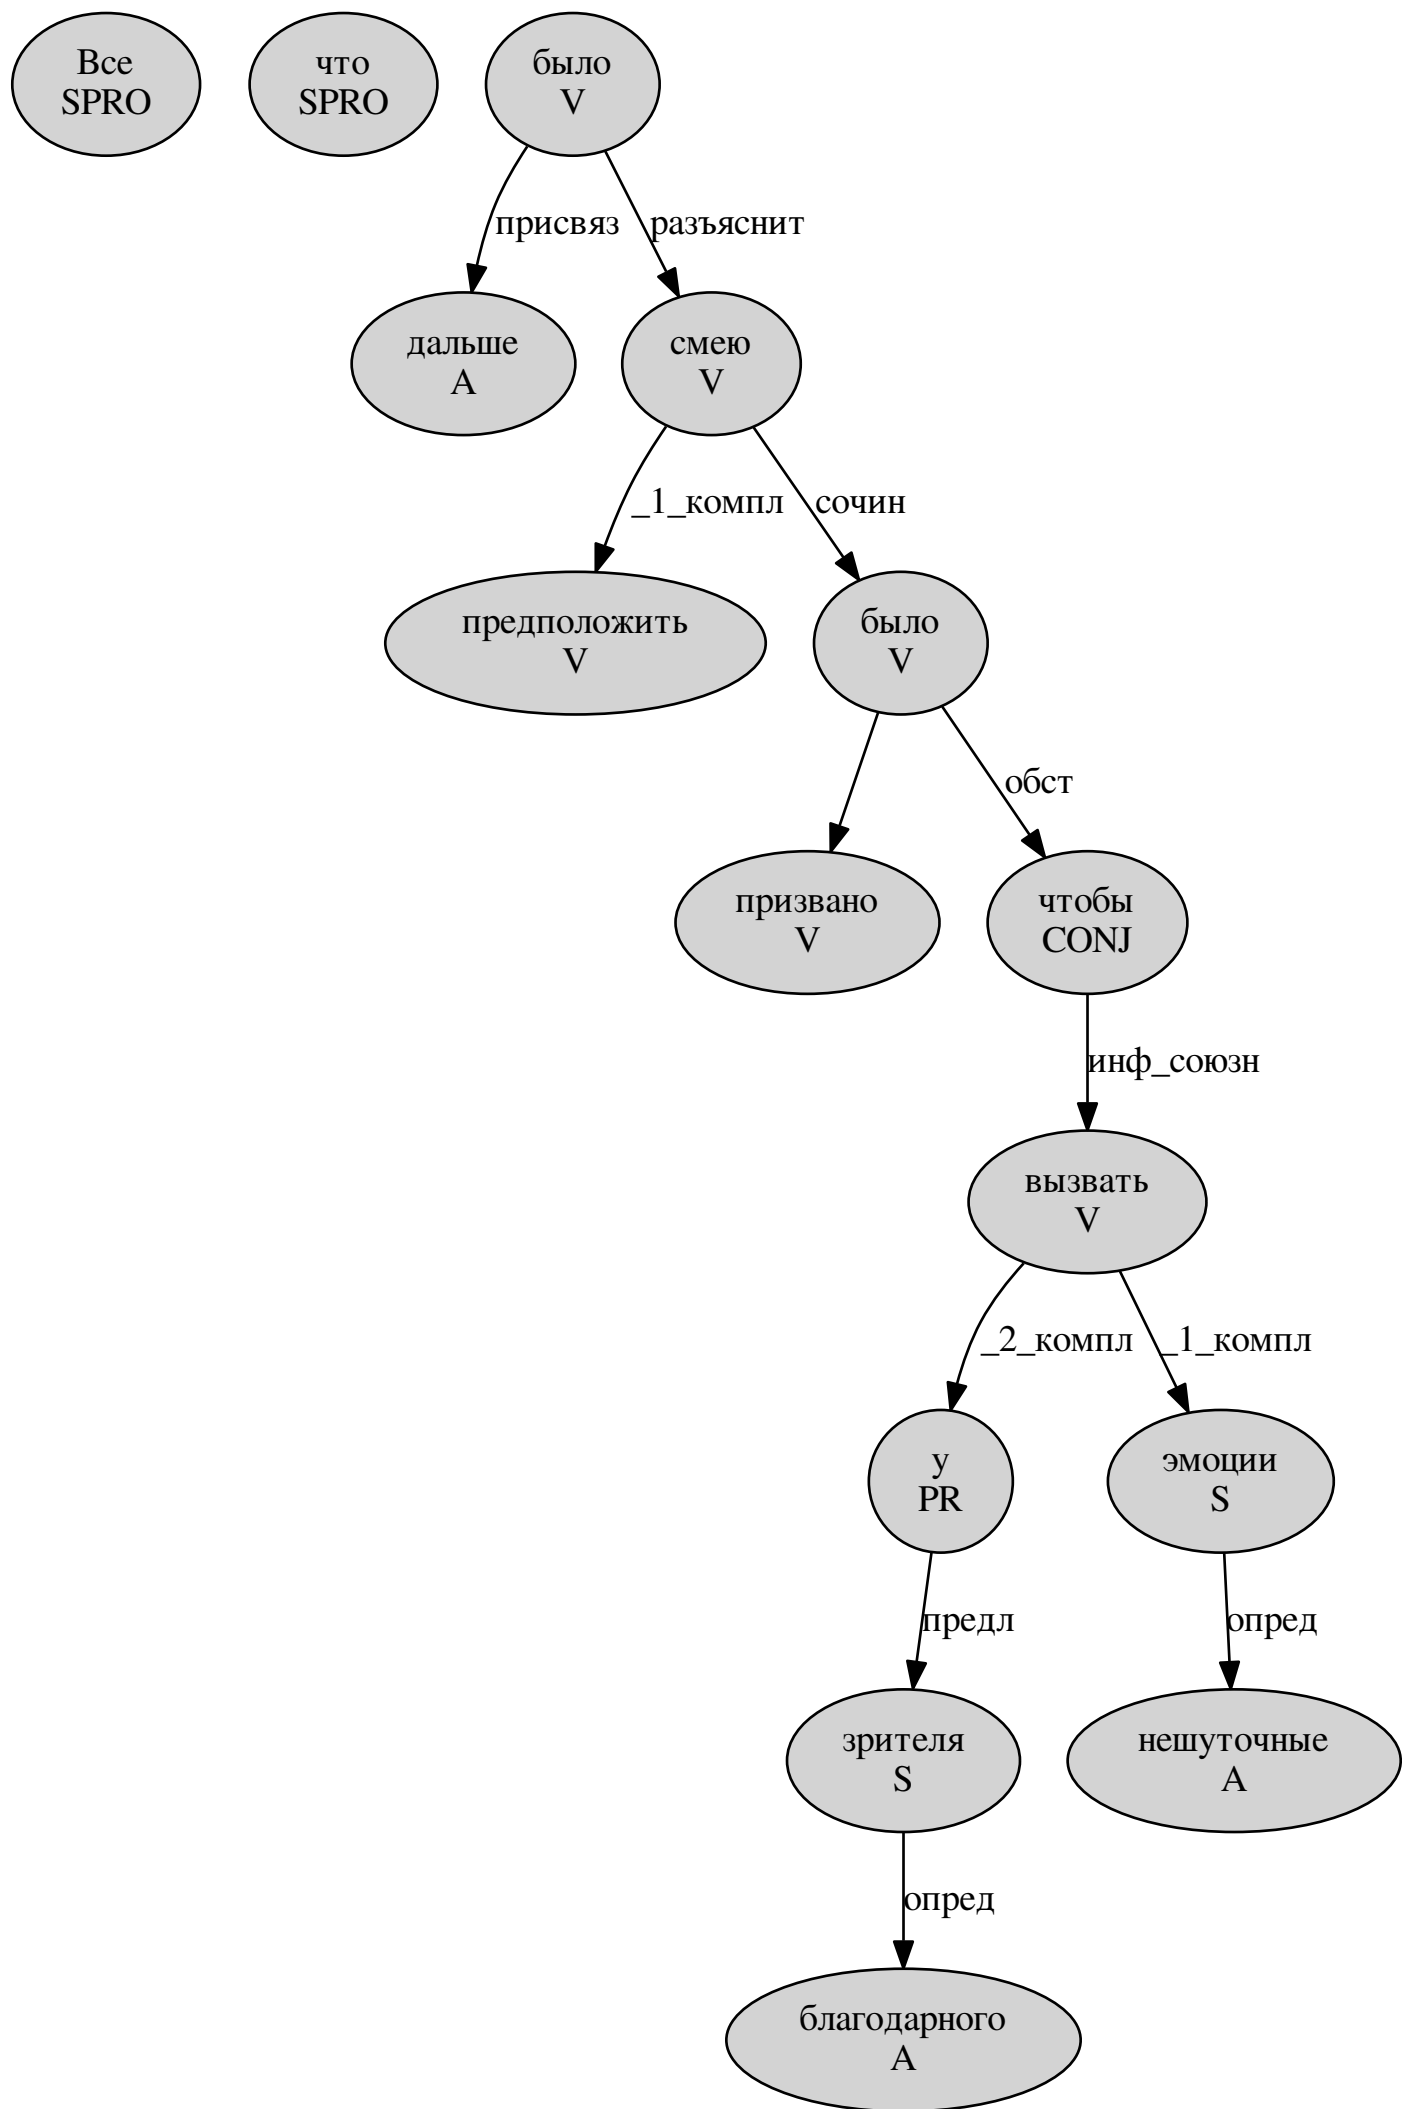 Все
SPRO
что
SPRO
было
V
присвяз
разъяснит
дальше
A
смею
V
_1_компл
сочин
предположить
V
было
V
обст
призвано
V
чтобы
CONJ
инф_союзн
вызвать
V
_2_компл
_1_компл
у
PR
эмоции
S
предл
опред
зрителя
S
нешуточные
A
опред
благодарного
A